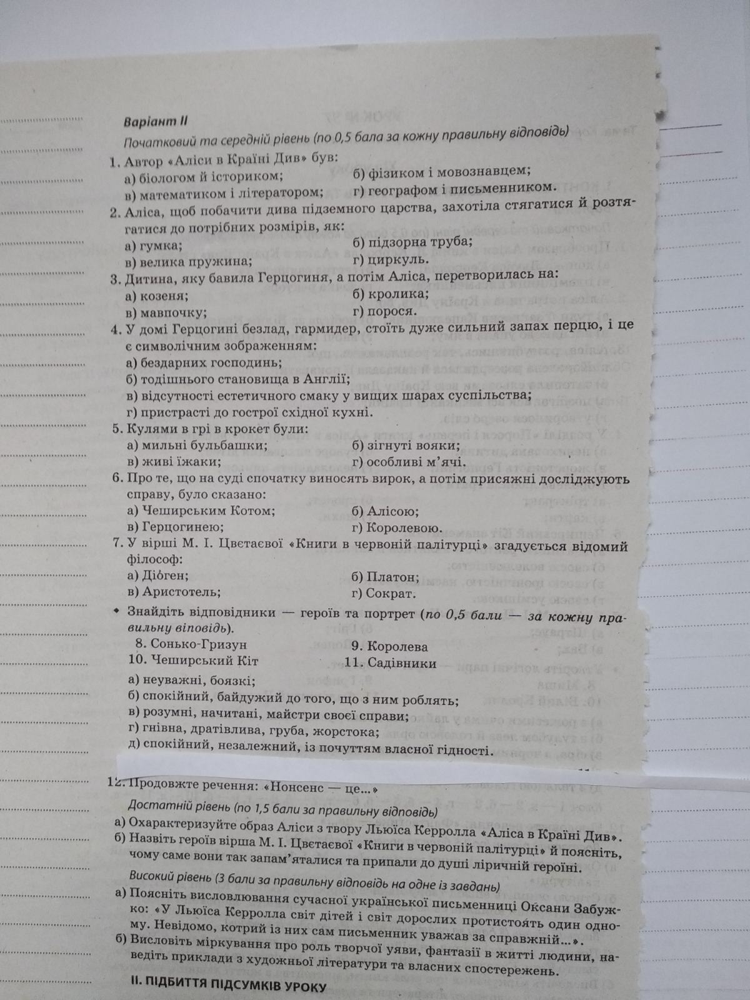 Варіант II
Початковий та середній рівень (по 0,5 бала за кожну правильну відповідь)
1. Автор «Аліси в Країні Див» був:
а) біологом й істориком; б) фізиком і мовознавцем;
в) математиком і літератором; г) географом і письменником.
2. Аліса, щоб побачити дива підземного царства, захотіла стягатися й розтя-
гатися до потрібних розмірів, як:
а) гумка; б) підзорна труба;
в) велика пружина; г) циркуль.
3. Дитина, яку бавила Герцогиня, а потім Аліса, перетворилась на:
а) козеня; б) кролика;
в) мавпочку; г) порося.
4. У домі Герцогині безлад, гармидер, стоїть дуже сильний запах перцю, і це
є символічним зображенням:
а) бездарних господинь;
б) тодішнього становища в Англії;
в) відсутності естетичного смаку у вищих шарах суспільства;
г) пристрасті до гострої східної кухні.
5. Кулями в грі в крокет були:
а) мильні бульбашки; б) зігнуті вояки;
в) живі їжаки; г) особливі м’ячі.
6. Про те, що на суді спочатку виносять вирок, а потім присяжні досліджують
справу, було сказано:
а) Чеширським Котом; б) Алісою;
в) Герцогинею; г) Королевою.
7. У вірші М. І. Цвєтаєвої «Книги в червоній палітурці» згадується відомий
філософ:
а) Діоген; б) Платон;
в) Аристотель; г) Сократ.
♦ Знайдіть відповідники — героїв та портрет (по 0,5 бали — за кожну пра-
вильну віповідь).
8. Сонько-Гризун 9. Королева
10. Чеширський Кіт 11. Садівники
а) неуважні, боязкі;
б) спокійний, байдужий до того, що з ним роблять;
в) розумні, начитані, майстри своєї справи;
г) гнівна, дратівлива, груба, жорстока;
д) спокійний, незалежний, із почуттям власної гідності.
12. Продовжте речення: «Нонсенс — це...»
Достатній рівень (по 1,5 бали за правильну відповідь)
а) Охарактеризуйте образ Аліси з твору Льюїса Керролла «Аліса в Країні Див».
б) Назвіть героїв вірша М. І. Цвєтаєвої «Книги в червоній палітурці» й поясніть,
чому саме вони так запам’яталися та припали до душі ліричній героїні.
Високий рівень (3 бали за правильну відповідь на одне із завдань)
а) Поясніть висловлювання сучасної української письменниці Оксани Забуж-
ко: «У Льюїса Керролла світ дітей і світ дорослих протистоять один одно-
му. Невідомо, котрий із них сам письменник уважав за справжній...».
б) Висловіть міркування про роль творчої уяви, фантазії в житті людини, на-
ведіть приклади з художньої літератури та власних спостережень.
II. ПІДБИТТЯ ПІДСУМКІВ УРОКУ